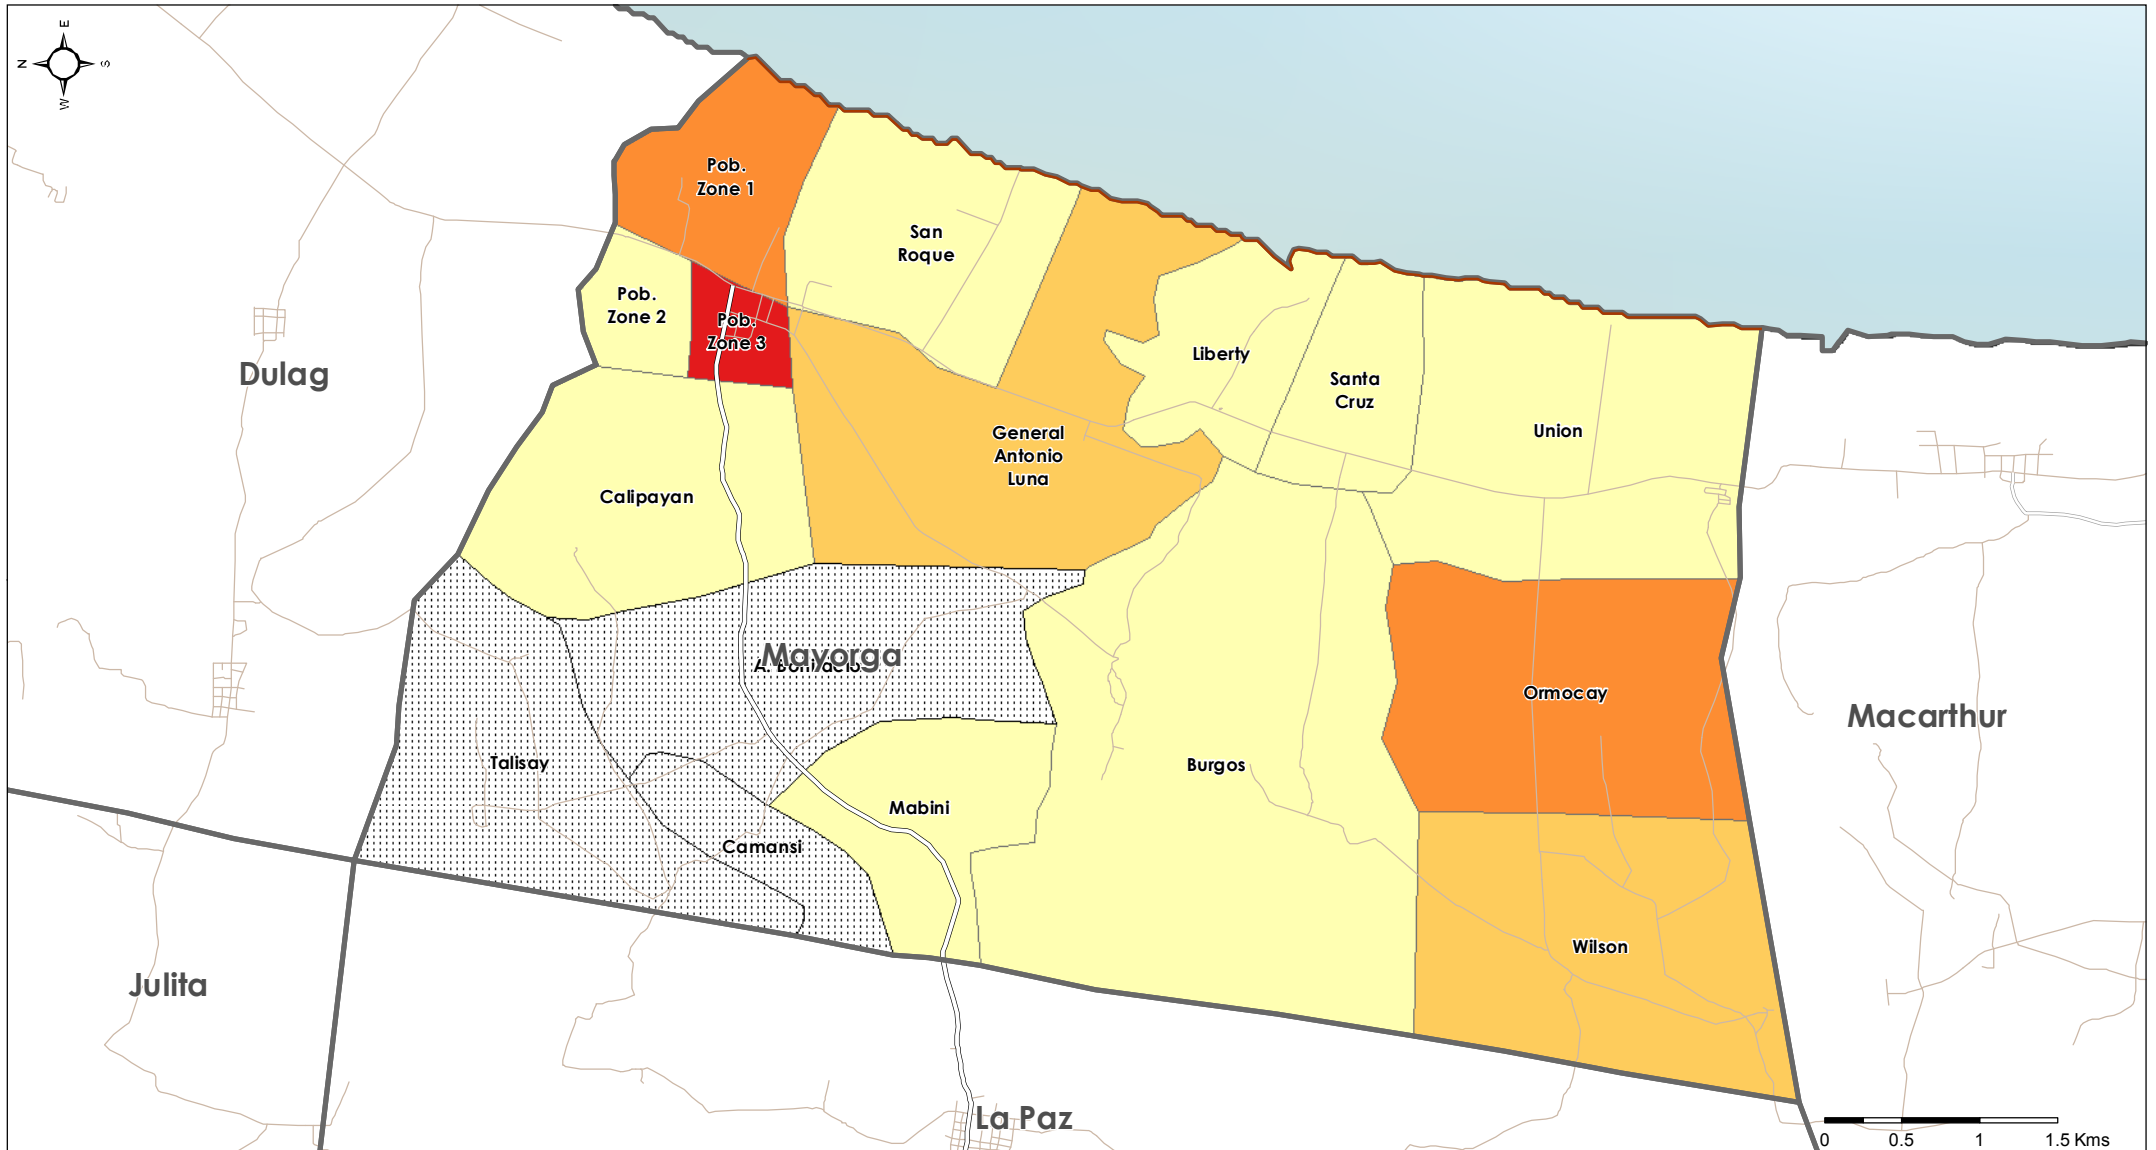 E
N
S
W
Pob.
Zone 1
San
Roque
Pob.
Zone 2
Pob.
Zone 3
Dulag
Liberty
Santa
Cruz
Union
General
Antonio
Luna
Calipayan
Mayorga
A. Bonifacio
Ormocay
Macarthur
Talisay
Burgos
Mabini
Camansi
Wilson
Julita
La Paz
0 0.5 1 1.5 Kms